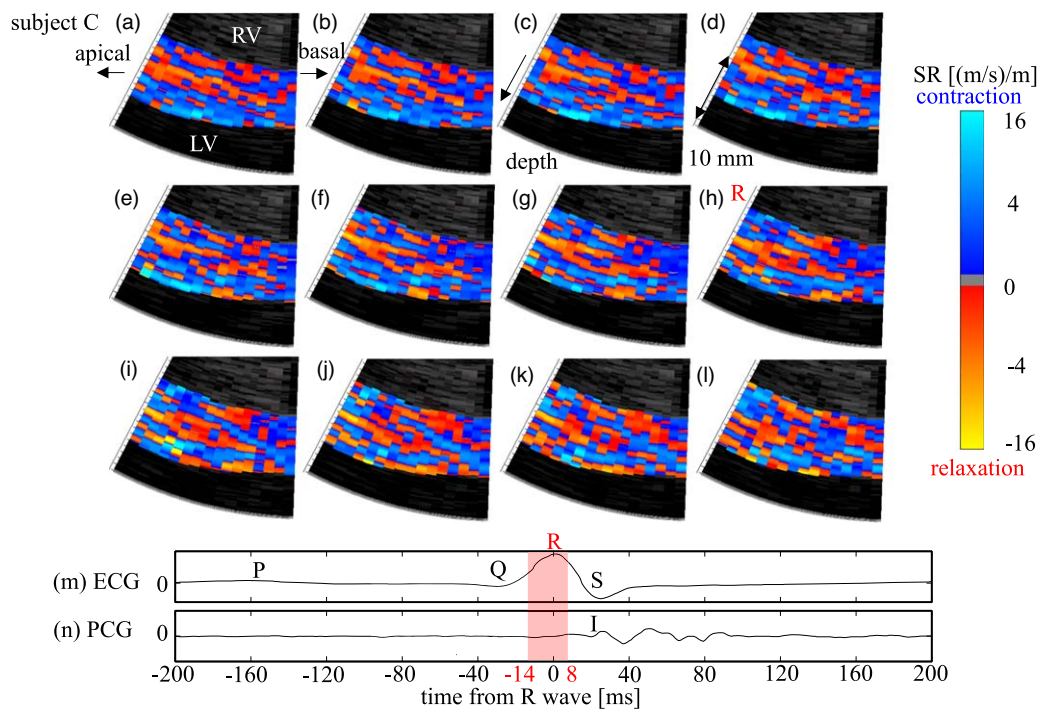 subject C
(a)
(b)
(c)
(d)
apical
RV
basal
LV
depth
10 mm
SR [(m/s)/m]
contraction
16
4
0
-4
-16
relaxation
(e)
(f)
(g)
(h)
R
(i)
(j)
(k)
(l)
R
(m) ECG
0
P
Q
S
(n) PCG
0
I
-200 -160 -120 -80 -40 -14 0 8 40 80 120 160 200
time from R wave [ms]